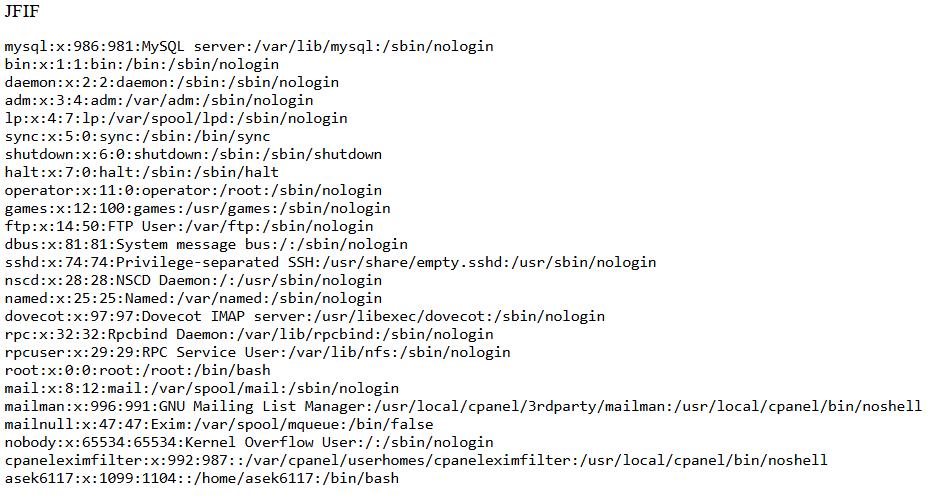 JFIF
mysql:x:986:981:MySQL server:/var/lib/mysql:/sbin/nologin
bin:x:1:1:bin:/bin:/sbin/nologin
daemon:x:2:2:daemon:/sbin:/sbin/nologin
adm:x:3:4:adm:/var/adm:/sbin/nologin
lp:x:4:7:lp:/var/spool/lpd:/sbin/nologin
sync:x:5:0:sync:/sbin:/bin/sync
shutdown:x:6:0:shutdown:/sbin:/sbin/shutdown
halt:x:7:0:halt:/sbin:/sbin/halt
operator:x:11:0:operator:/root:/sbin/nologin
games:x:12:100:games:/usr/games:/sbin/nologin
ftp:x:14:50:FTP User:/var/ftp:/sbin/nologin
dbus:x:81:81:System message bus:/:/sbin/nologin
sshd:x:74:74:Privilege-separated SSH:/usr/share/empty.sshd:/usr/sbin/nologin
nscd:x:28:28:NSCD Daemon:/:/usr/sbin/nologin
named:x:25:25:Named:/var/named:/sbin/nologin
dovecot:x:97:97:Dovecot IMAP server:/usr/libexec/dovecot:/sbin/nologin
rpc:x:32:32:Rpcbind Daemon:/var/lib/rpcbind:/sbin/nologin
rpcuser:x:29:29:RPC Service User:/var/lib/nfs:/sbin/nologin
root:x:0:0:root:/root:/bin/bash
mail:x:8:12:mail:/var/spool/mail:/sbin/nologin
mailman:x:996:991:GNU Mailing List Manager:/usr/local/cpanel/3rdparty/mailman:/usr/local/cpanel/bin/noshell
mailnull:x:47:47:Exim:/var/spool/mqueue:/bin/false
nobody:x:65534:65534:Kernel Overflow User:/:/sbin/nologin
cpaneleximfilter:x:992:987::/var/cpanel/userhomes/cpaneleximfilter:/usr/local/cpanel/bin/noshell
asek6117:x:1099:1104::/home/asek6117:/bin/bash